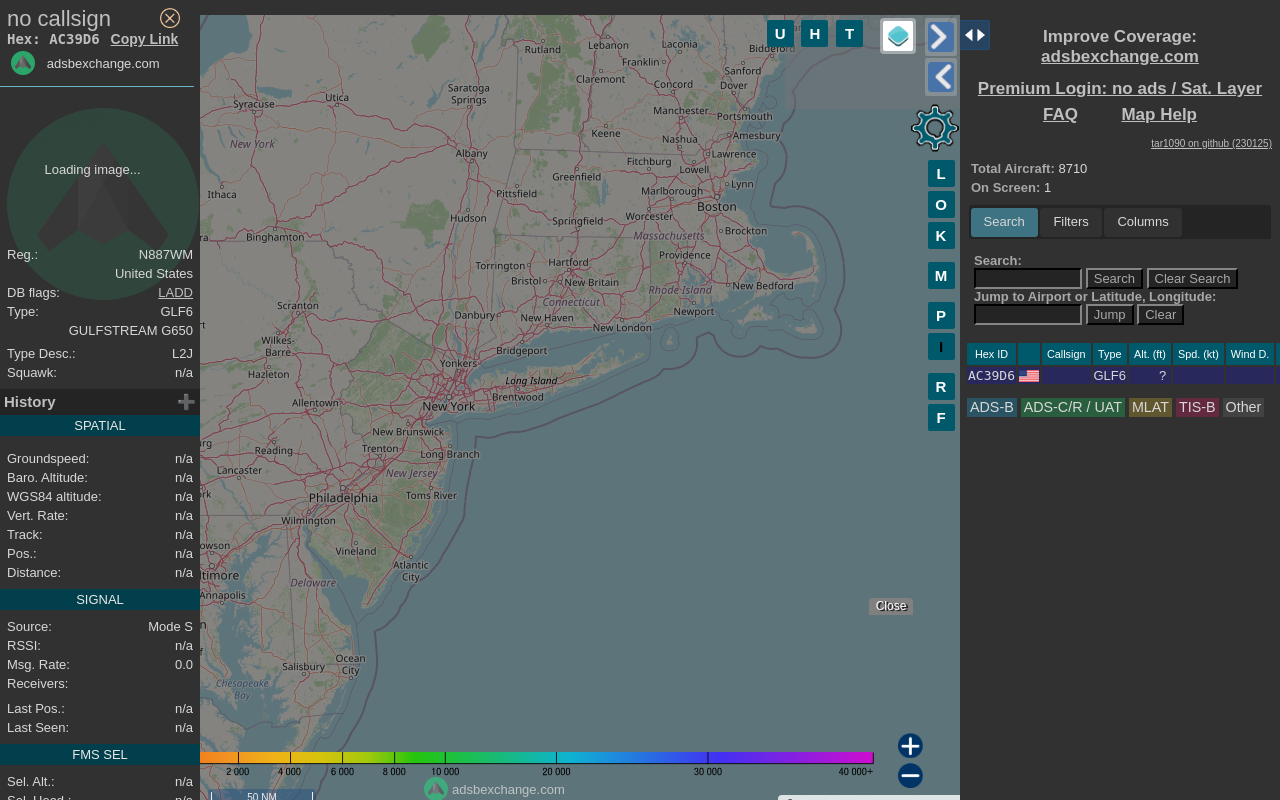 no callsign
Hex: AC39D6 Copy Link
adsbexchange.com
Loading image...
Reg.: N887WM
United States
DB flags: LADD
Type: GLF6
GULFSTREAM G650
Type Desc.: L2J
Squawk: n/a
History
SPATIAL
Groundspeed: n/a
Baro. Altitude: n/a
WGS84 altitude: n/a
Vert. Rate: n/a
Track: n/a
Pos.: n/a
Distance: n/a
SIGNAL
Source: Mode S
RSSI: n/a
Msg. Rate: 0.0
Receivers:
Last Pos.: n/a
Last Seen: n/a
FMS SEL
Sel. Alt.: n/a
Sel. Head.: n/a
U H T
L
O
K
M
P
I
R
F
Rutland
Lebanon
Laconia
Biddeford
Franklin
Sanford
Claremont
Concord
Dover
Saratoga
Springs
Utica
Syracuse
Manchester
Portsmouth
Keene
Amesbury
New York
Nashua
Albany
Lawrence
Fitchburg
Lowell
Greenfield
Lynn
Ithaca
Pittsfield
Marlborough
Boston
Hudson
Worcester
Springfield
Brockton
Binghamton
Massachusetts
Providence
Torrington
Hartford
Bristol
New Britain
New Bedford
Rhode Island
Connecticut
Scranton
Newport
Danbury
New Haven
New London
Wilkes-
Barre
Bridgeport
Yonkers
Hazleton
Long Island
Brentwood
Allentown
New York
New Brunswick
Reading
Trenton
Long Branch
Lancaster
New Jersey
Philadelphia
Toms River
Wilmington
Vineland
Atlantic
City
Annapolis
Delaware
Ocean
City
Salisbury
Chesapeake
Bay
Close
2 000 4 000 6 000 8 000 10 000 20 000 30 000 40 000+
adsbexchange.com
50 NM
Improve Coverage:
adsbexchange.com
Premium Login: no ads / Sat. Layer
FAQ Map Help
tar1090 on github (230125)
Total Aircraft: 8710
On Screen: 1
Search Filters Columns
Search:
Search Clear Search
Jump to Airport or Latitude, Longitude:
Jump Clear
Hex ID Callsign Type Alt. (ft) Spd. (kt) Wind D.
AC39D6 GLF6 ?
ADS-B ADS-C/R / UAT MLAT TIS-B Other